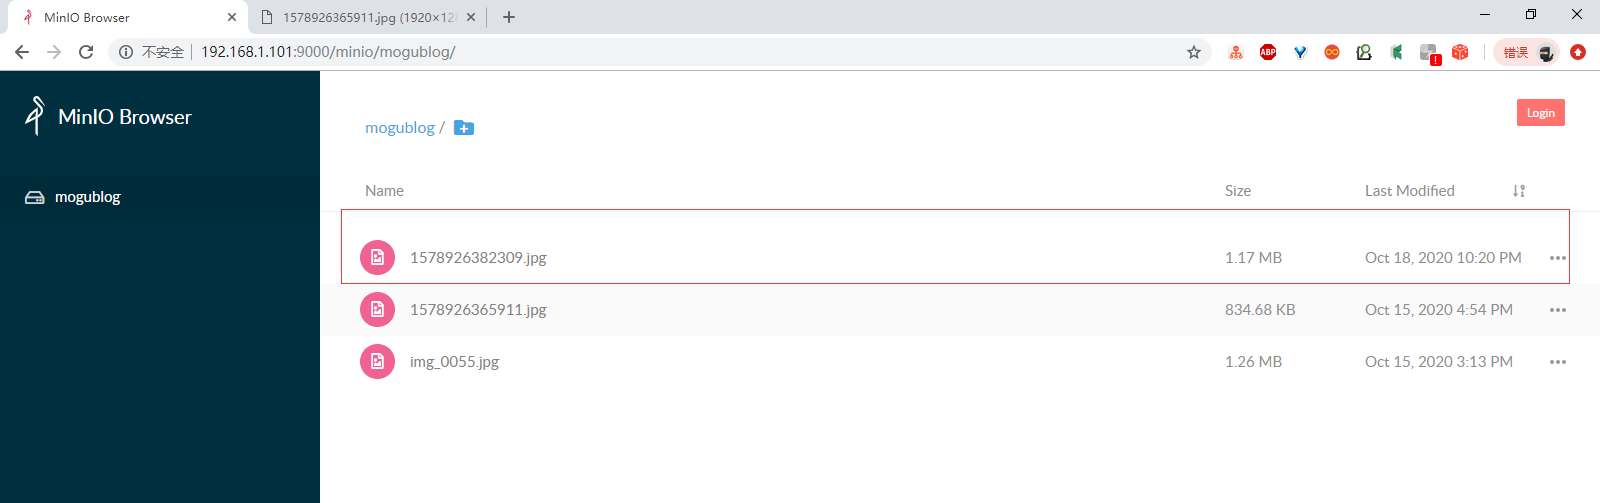 MinIO Browser
1578926365911.jpg (1920×12
不安全 192.168.1.101:9000/minio/mogublog/
ABP
!
错误
MinIO Browser
mogublog
mogublog /
Login
Name Size Last Modified
1578926382309.jpg 1.17 MB Oct 18, 2020 10:20 PM
1578926365911.jpg 834.68 KB Oct 15, 2020 4:54 PM
img_0055.jpg 1.26 MB Oct 15, 2020 3:13 PM